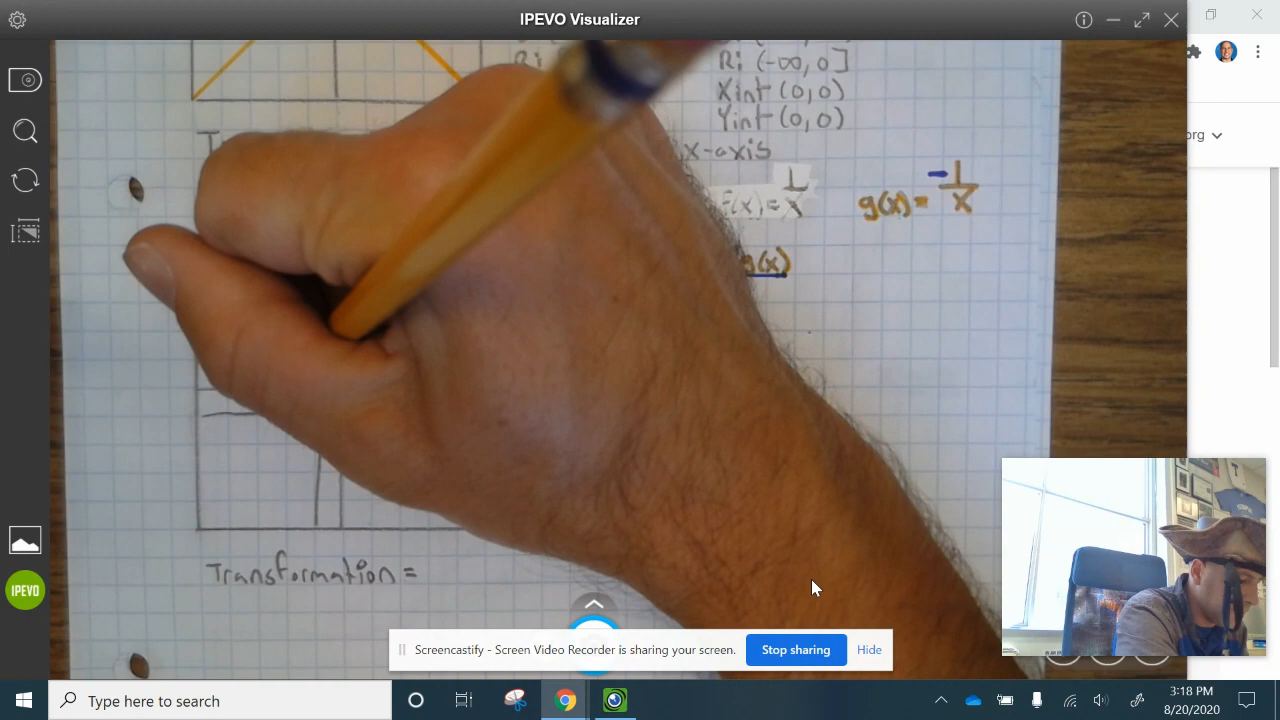 IPEVO Visualizer
R: (-∞, 0]
Xint (0,0)
Yint (0,0)
x-axis
f(x) = 1/x
g(x) = -1/x
g(x)
org
Transformation =
IPEVO
Screencastify - Screen Video Recorder is sharing your screen.
Stop sharing
Hide
Type here to search
3:18 PM
8/20/2020